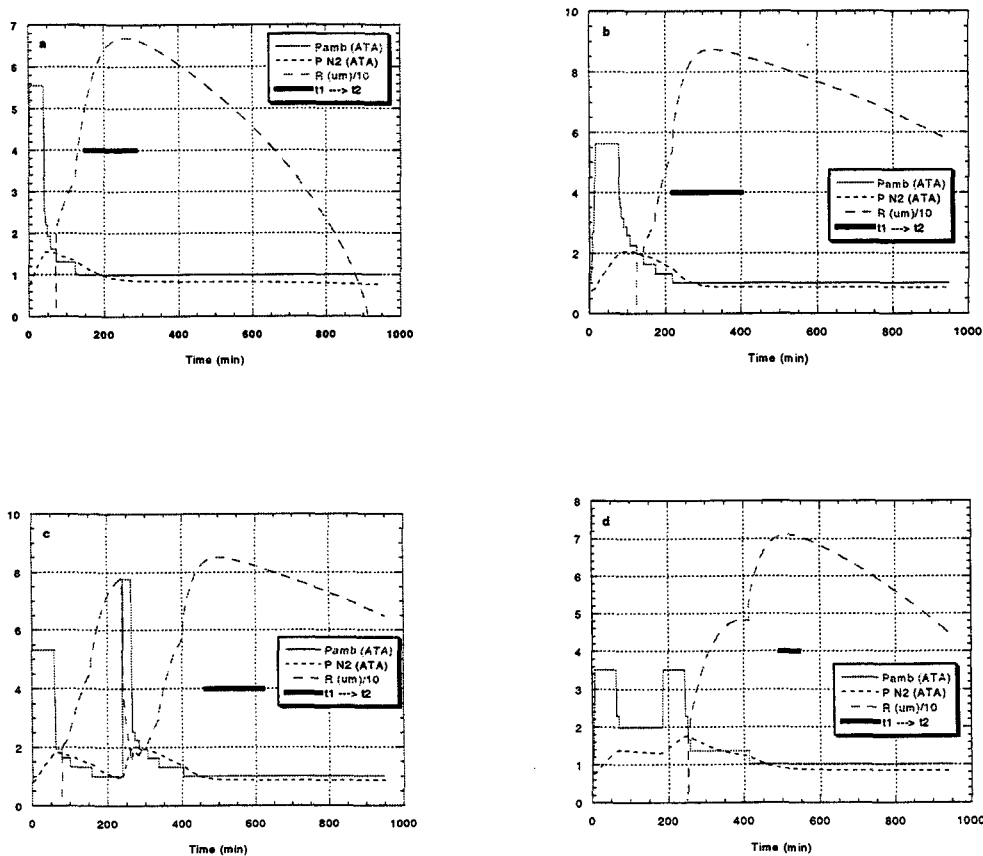 7
6
5
4
3
2
1
0
a
Pamb (ATA)
P N2 (ATA)
R (um)/10
t1 ---> t2
0 200 400 600 800 1000
Time (min)
10
8
6
4
2
0
b
Pamb (ATA)
P N2 (ATA)
R (um)/10
t1 ---> t2
0 200 400 600 800 1000
Time (min)
10
8
6
4
2
0
c
Pamb (ATA)
P N2 (ATA)
R (um)/10
t1 ---> t2
0 200 400 600 800 1000
Time (min)
8
7
6
5
4
3
2
1
0
d
Pamb (ATA)
P N2 (ATA)
R (um)/10
t1 ---> t2
0 200 400 600 800 1000
Time (min)